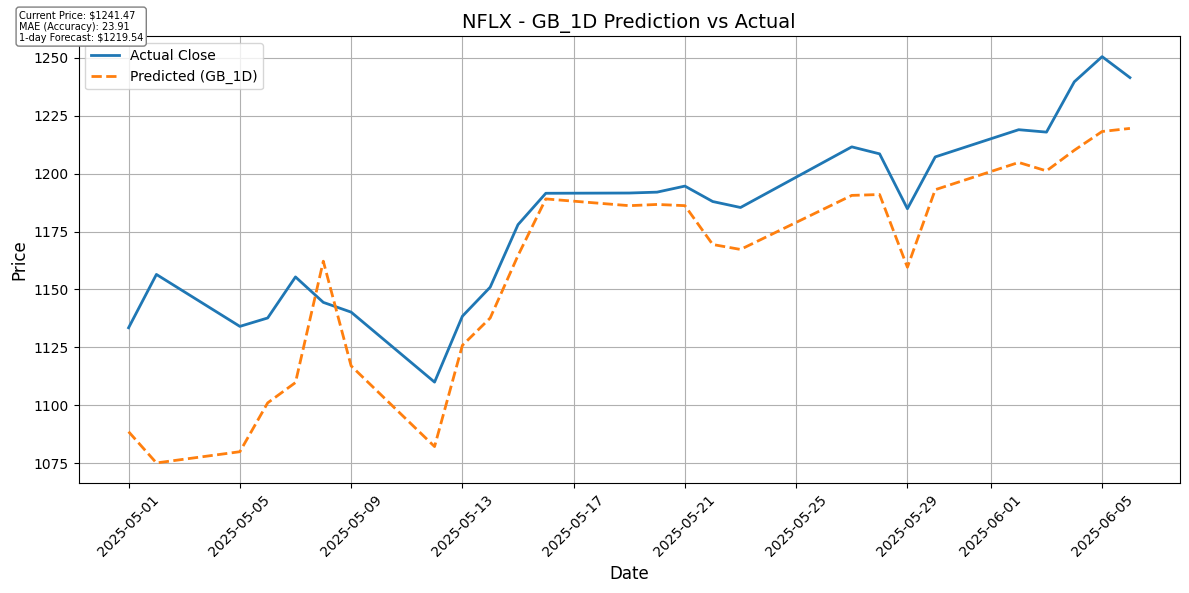 NFLX - GB_1D Prediction vs Actual
Current Price: $1241.47
MAE (Accuracy): 23.91
1-day Forecast: $1219.54
Actual Close
Predicted (GB_1D)
Price
1250
1225
1200
1175
1150
1125
1100
1075
2025-05-01
2025-05-05
2025-05-09
2025-05-13
2025-05-17
2025-05-21
2025-05-25
2025-05-29
2025-06-01
2025-06-05
Date